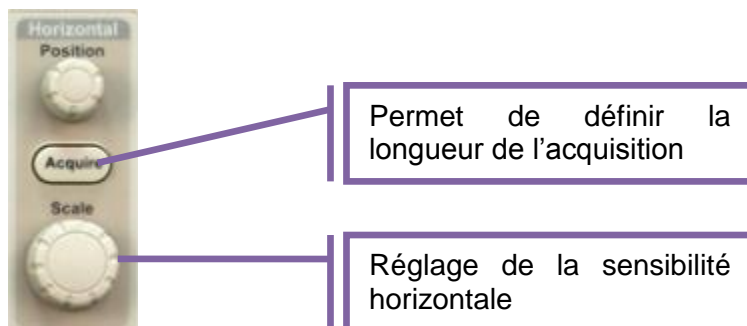 Horizontal
Position
Permet de définir la
longueur de l'acquisition
Acquire
Scale
Réglage de la sensibilité
horizontale